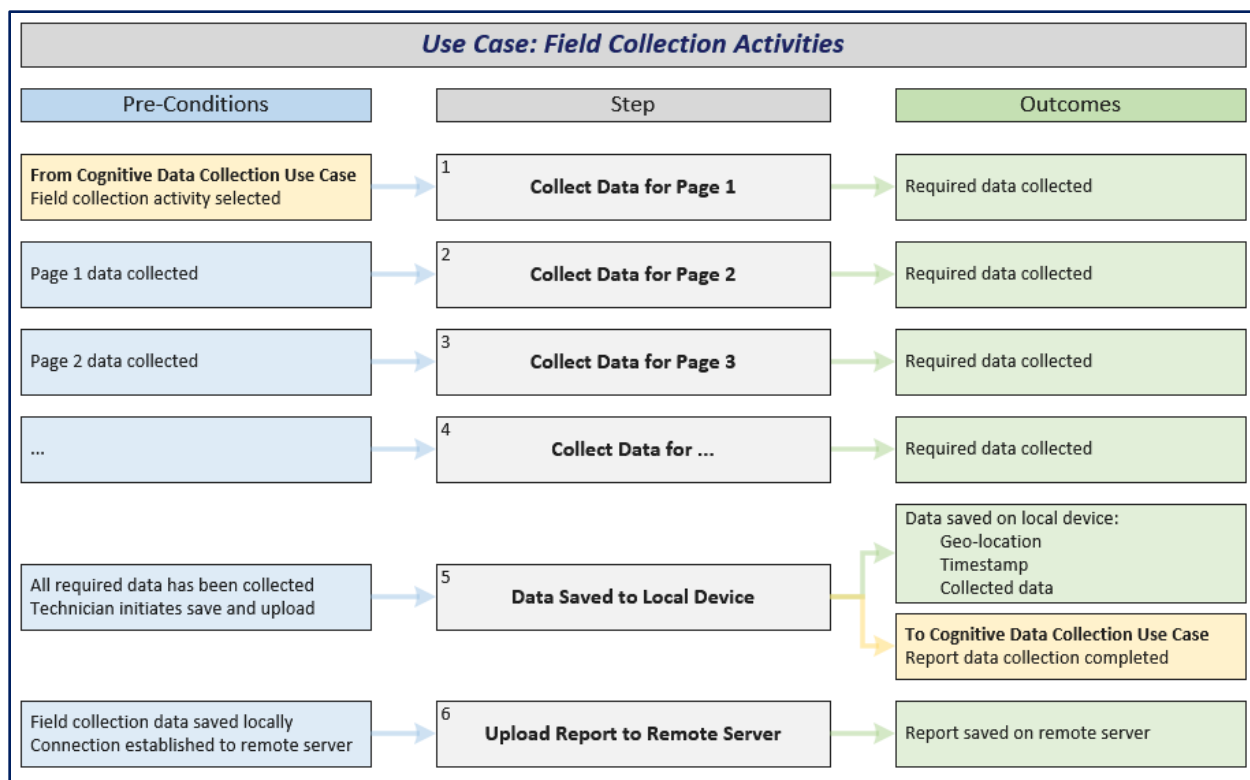 Use Case: Field Collection Activities
Pre-Conditions
Step
Outcomes
From Cognitive Data Collection Use Case
Field collection activity selected
1
Collect Data for Page 1
Required data collected
Page 1 data collected
2
Collect Data for Page 2
Required data collected
Page 2 data collected
3
Collect Data for Page 3
Required data collected
...
4
Collect Data for ...
Required data collected
All required data has been collected
Technician initiates save and upload
5
Data Saved to Local Device
Data saved on local device:
Geo-location
Timestamp
Collected data
To Cognitive Data Collection Use Case
Report data collection completed
Field collection data saved locally
Connection established to remote server
6
Upload Report to Remote Server
Report saved on remote server